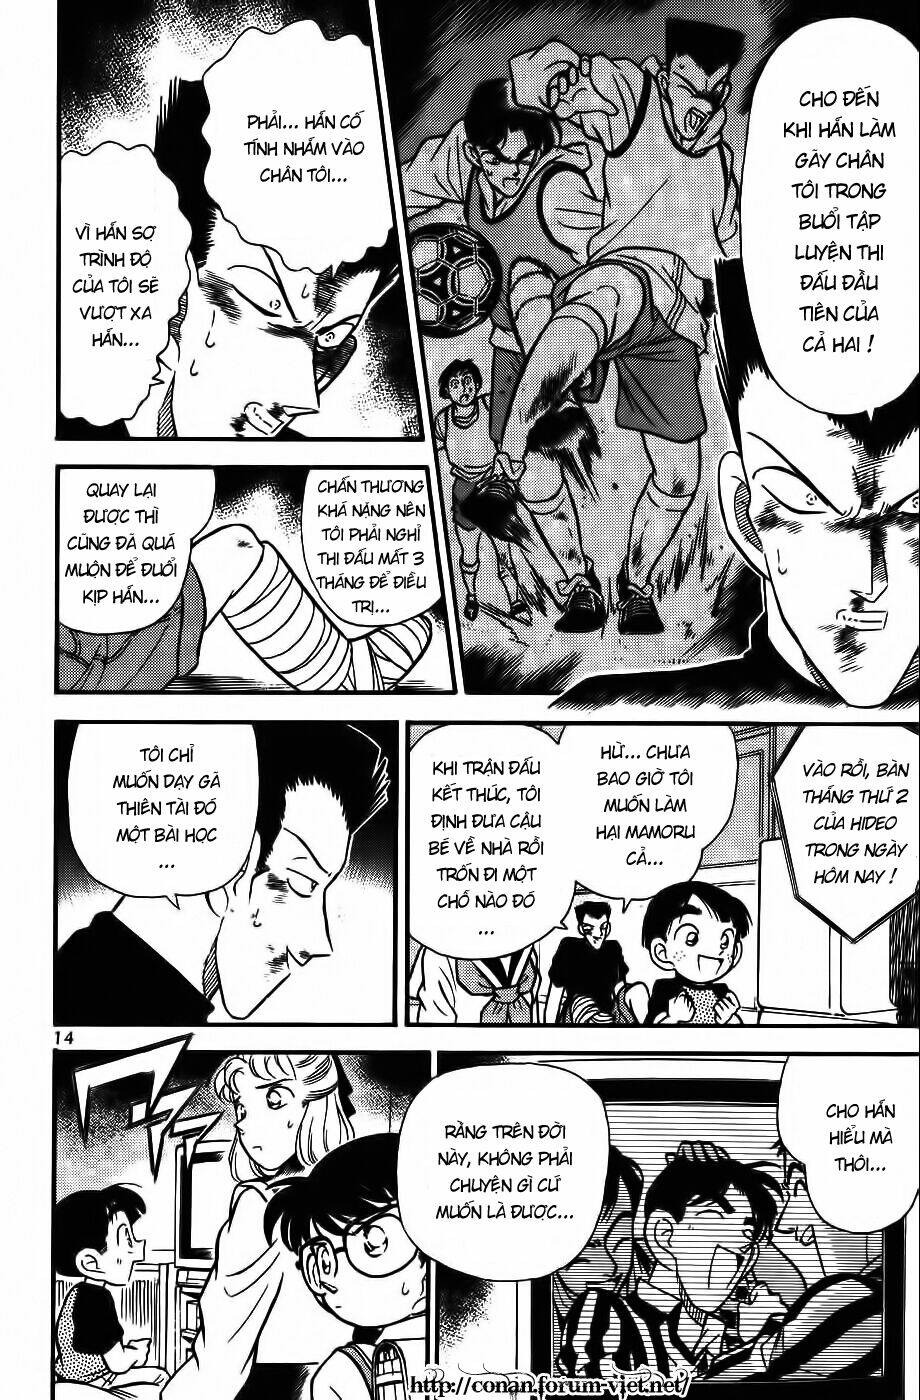 CHO ĐẾN
KHI HẮN LÀM
GÃY CHÂN
TÔI TRONG
BUỔI TẬP
LUYỆN THI
ĐẤU ĐẦU
TIÊN CỦA
CẢ HAI !
PHẢI... HẮN CỐ
TÌNH NHẮM VÀO
CHÂN TÔI...
VÌ HẮN SỢ
TRÌNH ĐỘ
CỦA TÔI SẼ
VƯỢT XA
HẮN...
CHẤN THƯƠNG
KHÁ NẶNG NÊN
TÔI PHẢI NGHỈ
THI ĐẤU MẤT 3
THÁNG ĐỂ ĐIỀU
TRỊ...
QUAY LẠI
ĐƯỢC THÌ
CŨNG ĐÃ QUÁ
MUỘN ĐỂ ĐUỔI
KỊP HẮN...
VÀO RỒI, BÀN
THẮNG THỨ 2
CỦA HIDEO
TRONG NGÀY
HÔM NAY !
HỪ... CHƯA
BAO GIỜ TÔI
MUỐN LÀM
HẠI MAMORU
CẢ...
KHI TRẬN ĐẤU
KẾT THÚC, TÔI
ĐỊNH ĐƯA CẬU
BÉ VỀ NHÀ RỒI
TRỐN ĐI MỘT
CHỖ NÀO ĐÓ
...
TÔI CHỈ
MUỐN DẠY GÃ
THIÊN TÀI ĐÓ
MỘT BÀI HỌC
...
14
CHO HẮN
HIỂU MÀ
THÔI...
RẰNG TRÊN ĐỜI
NÀY, KHÔNG PHẢI
CHUYỆN GÌ CỨ
MUỐN LÀ ĐƯỢC...
http://conan.forum-viet.net/